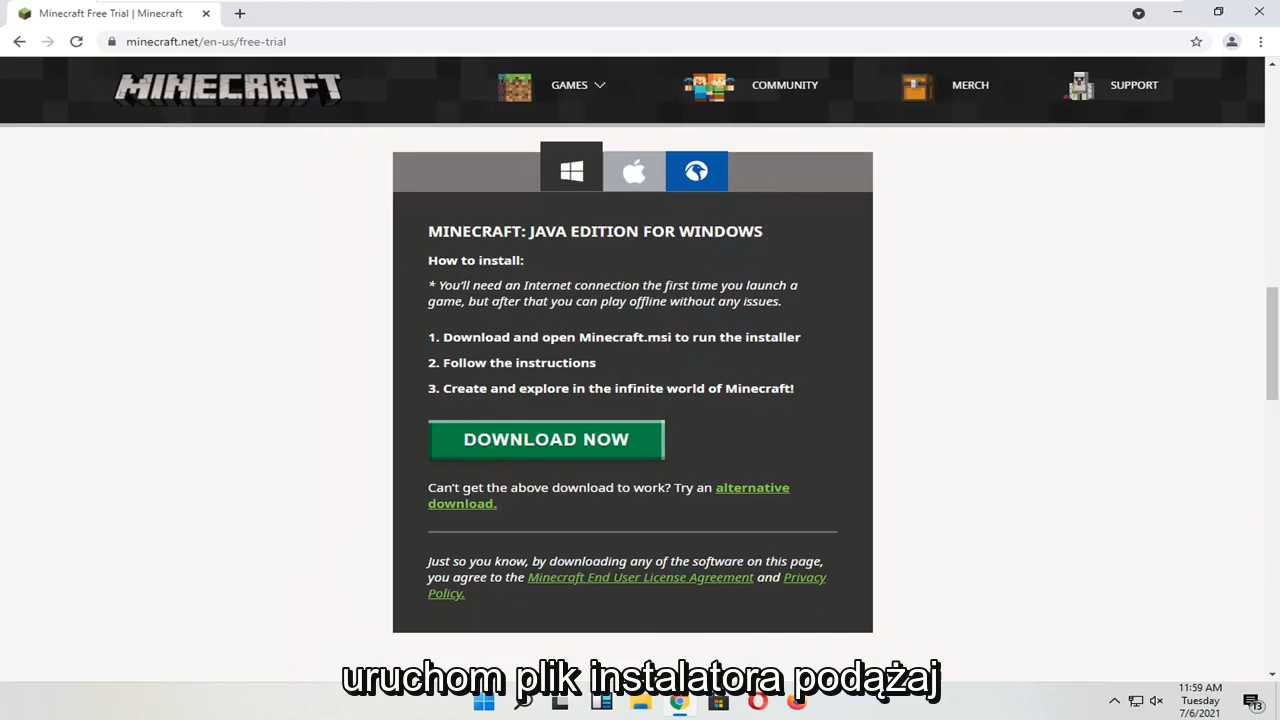 Minecraft Free Trial | Minecraft
minecraft.net/en-us/free-trial
MINECRAFT
GAMES
COMMUNITY
MERCH
SUPPORT
MINECRAFT: JAVA EDITION FOR WINDOWS
How to install:
* You'll need an Internet connection the first time you launch a
game, but after that you can play offline without any issues.
1. Download and open Minecraft.msi to run the installer
2. Follow the instructions
3. Create and explore in the infinite world of Minecraft!
DOWNLOAD NOW
Can't get the above download to work? Try an alternative
download.
Just so you know, by downloading any of the software on this page,
you agree to the Minecraft End User License Agreement and Privacy
Policy.
uruchom plik instalatora podążaj
11:59 AM
Tuesday
7/6/2021
13